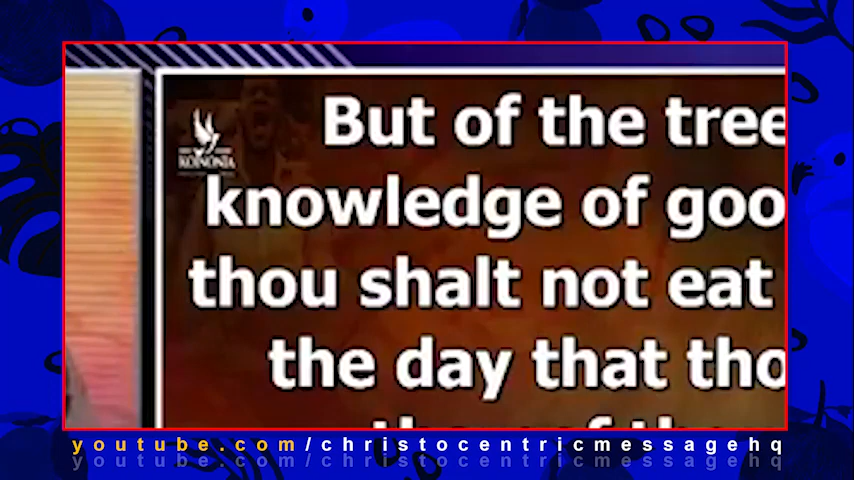 KOINONIA
But of the tree
knowledge of goo
thou shalt not eat
the day that tho
youtube.com/christocentricmessagehq